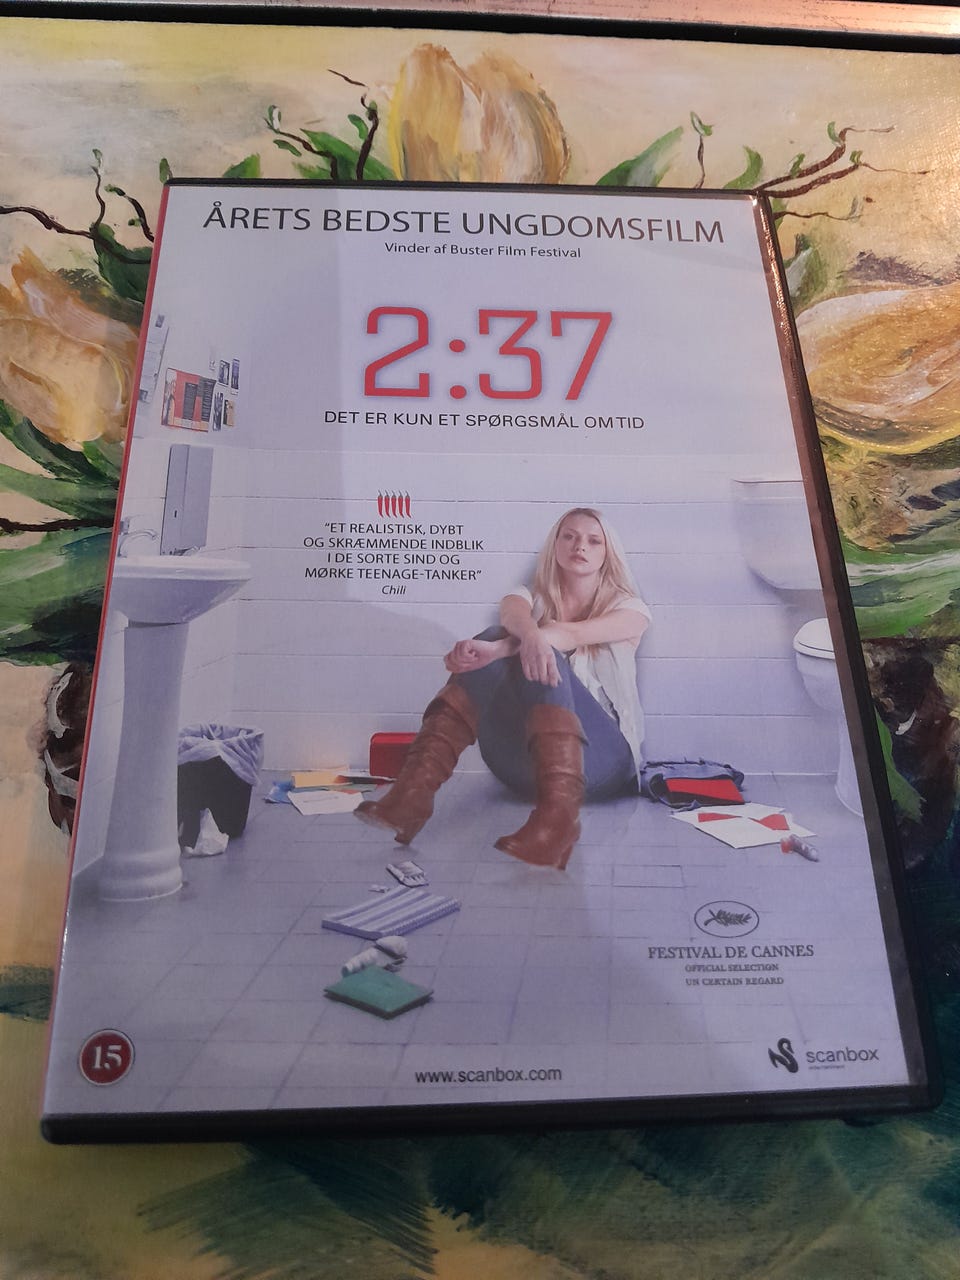 ÅRETS BEDSTE UNGDOMSFILM
Vinder af Buster Film Festival
2:37
DET ER KUN ET SPØRGSMÅL OM TID
"ET REALISTISK, DYBT
OG SKRÆMMENDE INDBLIK
I DE SORTE SIND OG
MØRKE TEENAGE-TANKER"
Chili
FESTIVAL DE CANNES
OFFICIAL SELECTION
UN CERTAIN REGARD
15
www.scanbox.com
scanbox
entertainment